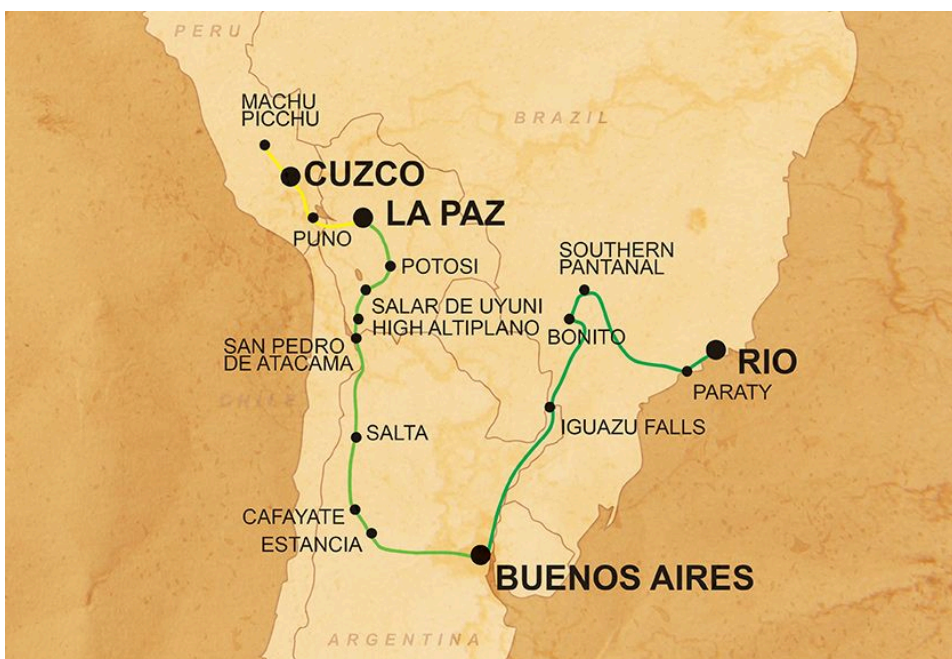 PERU
MACHU
PICCHU
BRAZIL
CUZCO
LA PAZ
PUNO
SOUTHERN
PANTANAL
POTOSI
SALAR DE UYUNI
HIGH ALTIPLANO
BONITO
SAN PEDRO
DE ATACAMA
RIO
PARATY
CHILE
IGUAZU FALLS
SALTA
CAFAYATE
ESTANCIA
BUENOS AIRES
ARGENTINA